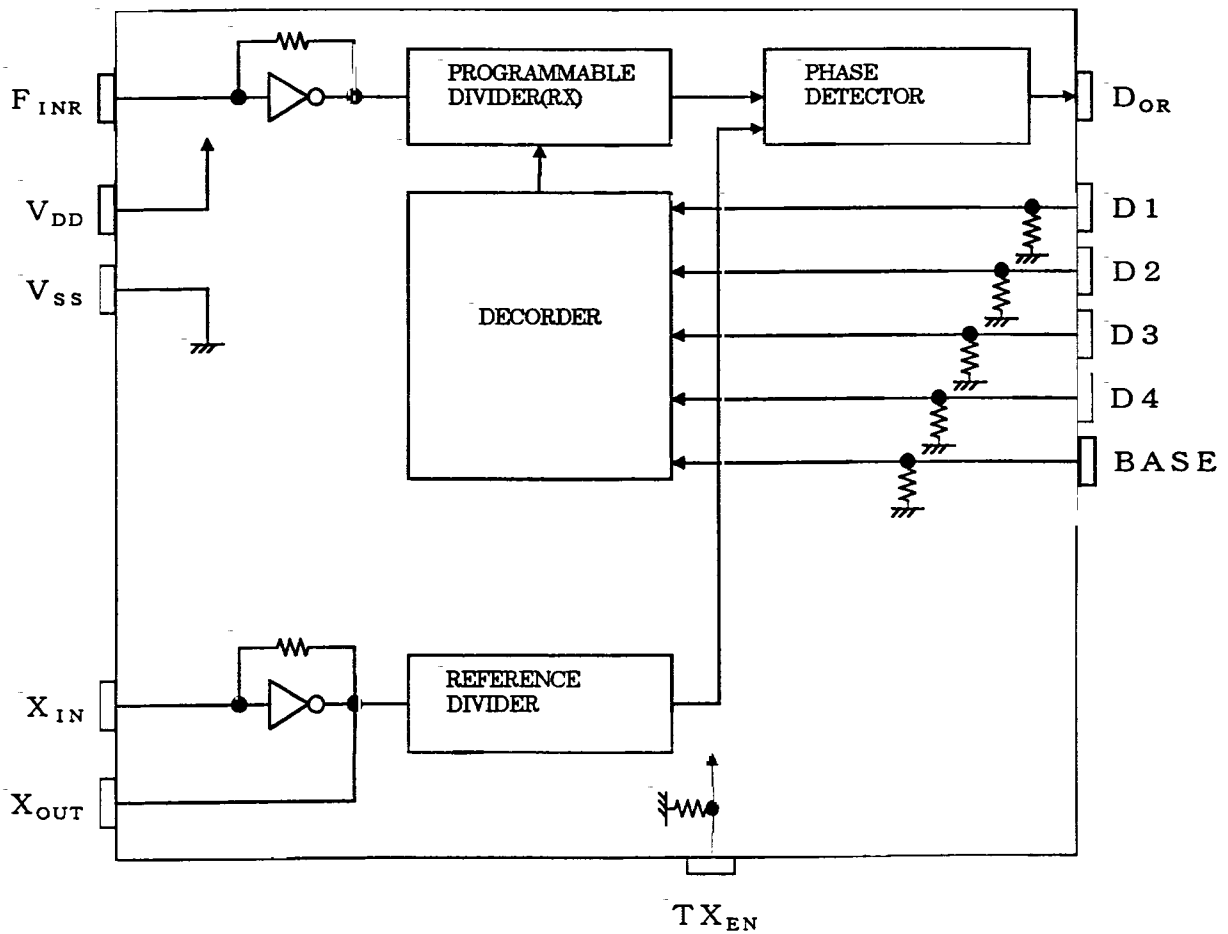 PROGRAMMABLE
DIVIDER(RX)
PHASE
DETECTOR
FINR
DOR
VDD
D1
VSS
D2
DECORDER
D3
D4
BASE
REFERENCE
DIVIDER
XIN
XOUT
TXEN